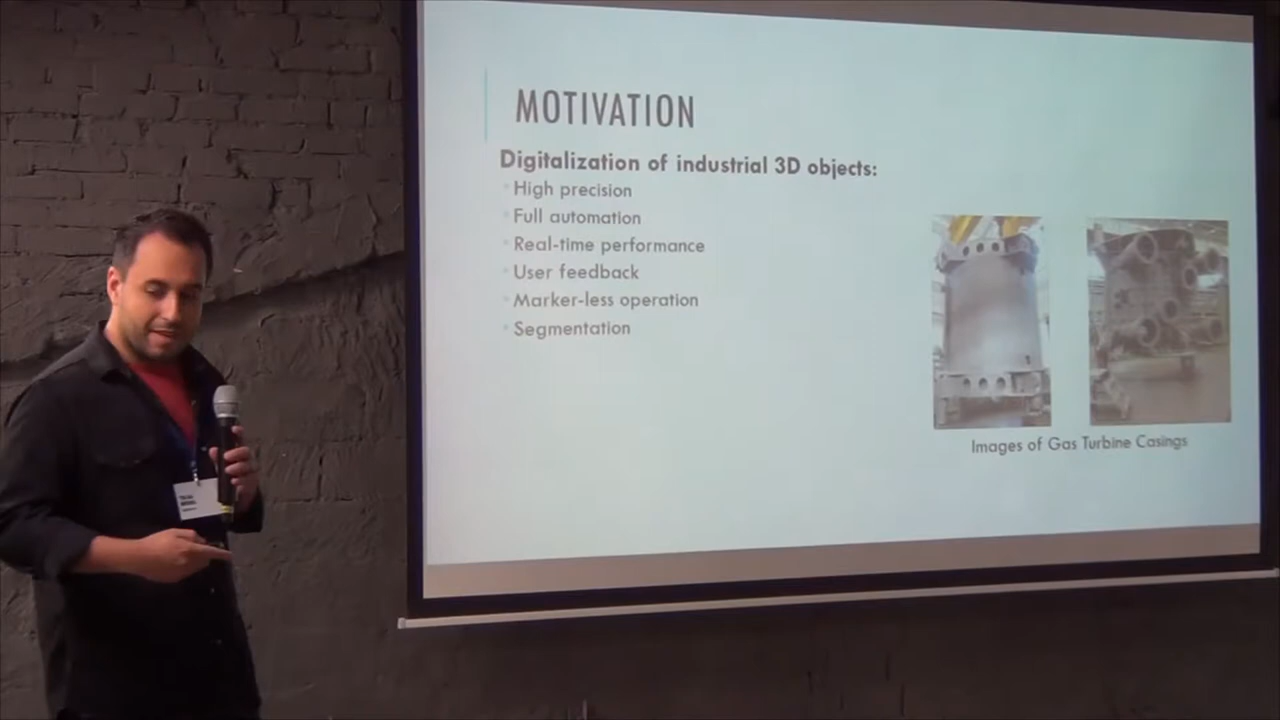 MOTIVATION
Digitalization of industrial 3D objects:
High precision
Full automation
Real-time performance
User feedback
Marker-less operation
Segmentation
Images of Gas Turbine Casings